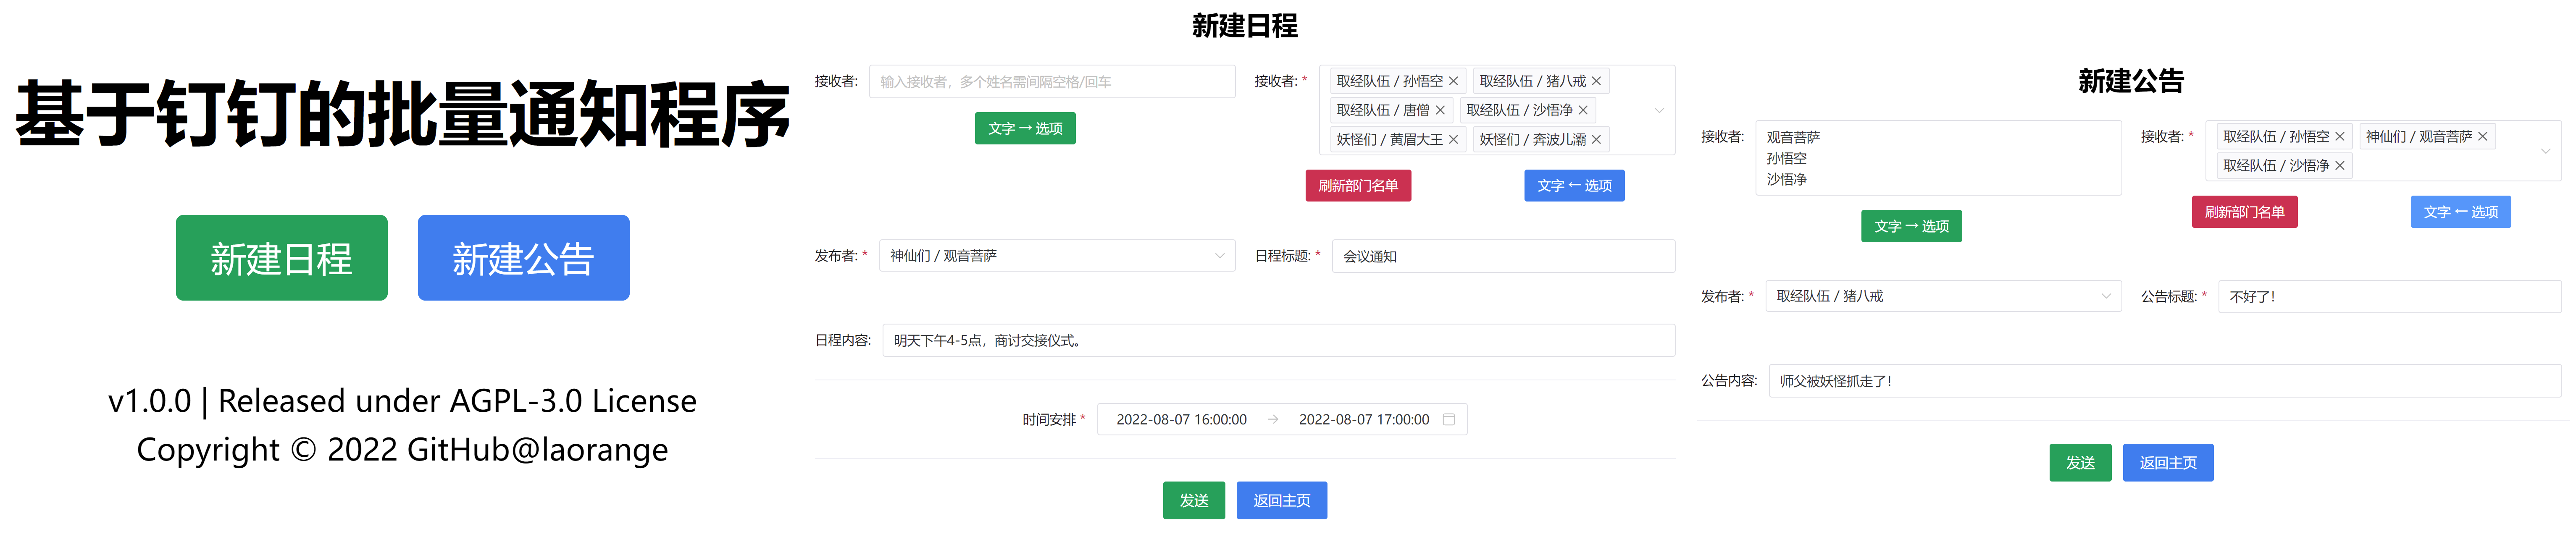 基于钉钉的批量通知程序
新建日程
新建公告
v1.0.0 | Released under AGPL-3.0 License
Copyright © 2022 GitHub@laorange
新建日程
接收者:
输入接收者，多个姓名需间隔空格/回车
文字 → 选项
接收者: *
取经队伍 / 孙悟空 × 取经队伍 / 猪八戒 ×
取经队伍 / 唐僧 × 取经队伍 / 沙悟净 ×
妖怪们 / 黄眉大王 × 妖怪们 / 奔波儿灞 ×
刷新部门名单
文字 ← 选项
发布者: *
神仙们 / 观音菩萨
日程标题: *
会议通知
日程内容:
明天下午4-5点，商讨交接仪式。
时间安排 *
2022-08-07 16:00:00 → 2022-08-07 17:00:00
发送
返回主页
新建公告
接收者:
观音菩萨
孙悟空
沙悟净
文字 → 选项
接收者: *
取经队伍 / 孙悟空 × 神仙们 / 观音菩萨 ×
取经队伍 / 沙悟净 ×
刷新部门名单
文字 ← 选项
发布者: *
取经队伍 / 猪八戒
公告标题: *
不好了！
公告内容:
师父被妖怪抓走了！
发送
返回主页